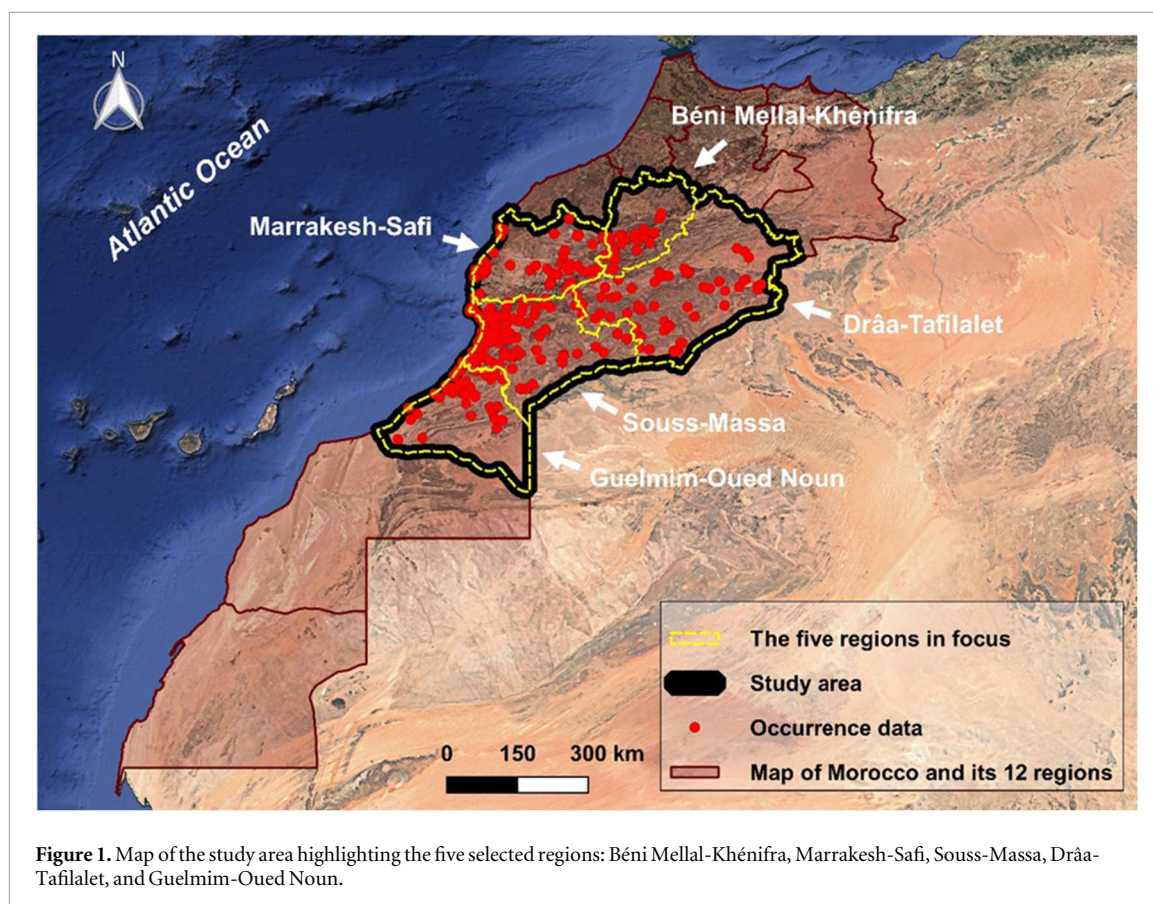 N
Atlantic Ocean
Béni Mellal-Khénifra
Marrakesh-Safi
Drâa-Tafilalet
Souss-Massa
Guelmim-Oued Noun
The five regions in focus
Study area
Occurrence data
Map of Morocco and its 12 regions
0 150 300 km
Figure 1. Map of the study area highlighting the five selected regions: Béni Mellal-Khénifra, Marrakesh-Safi, Souss-Massa, Drâa-
Tafilalet, and Guelmim-Oued Noun.